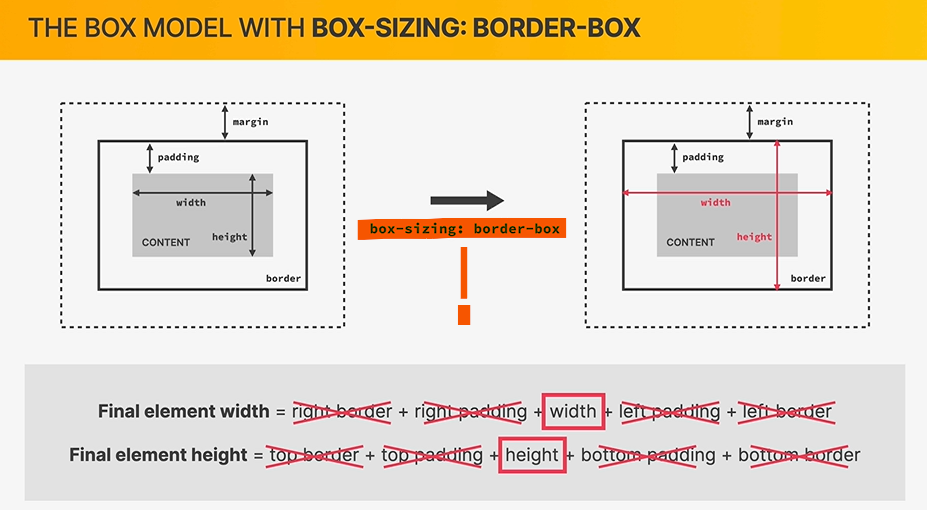 THE BOX MODEL WITH BOX-SIZING: BORDER-BOX
margin
padding
width
height
CONTENT
border
box-sizing: border-box
margin
padding
width
height
CONTENT
border
Final element width = right border + right padding + width + left padding + left border
Final element height = top border + top padding + height + bottom padding + bottom border